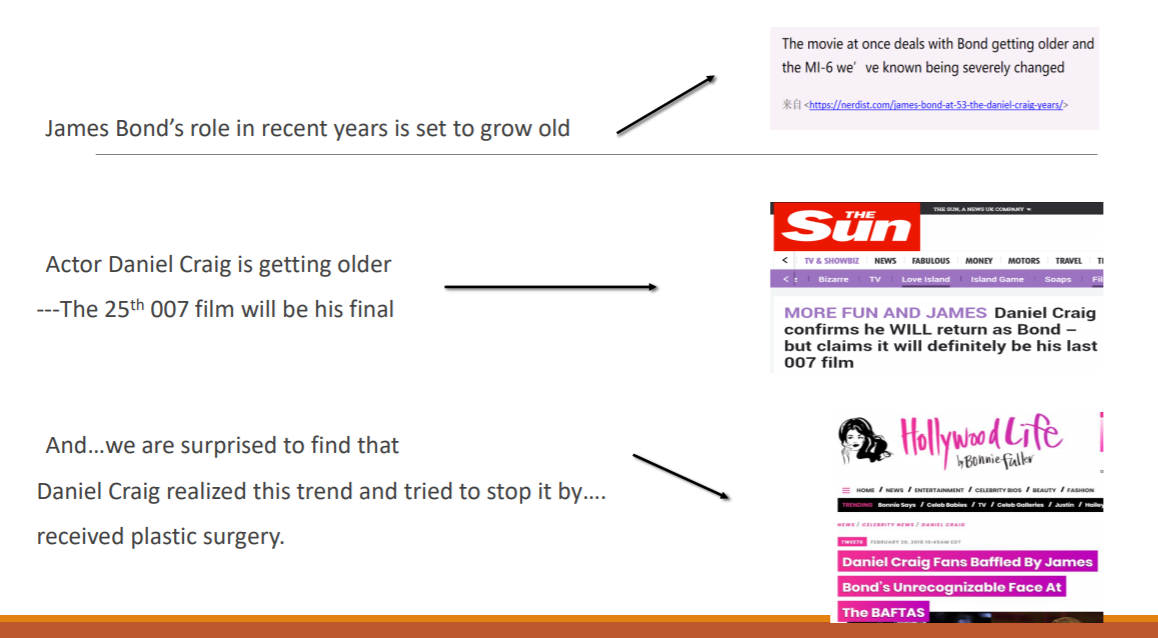 The movie at once deals with Bond getting older and
the MI-6 we’ ve known being severely changed
来自 <https://nerdist.com/james-bond-at-53-the-daniel-craig-years/>
James Bond’s role in recent years is set to grow old
THE SUN, A NEWS UK COMPANY
THE
Sun
< TV & SHOWBIZ NEWS FABULOUS MONEY MOTORS TRAVEL
< Bizarre TV Love Island Island Game Soaps
Actor Daniel Craig is getting older
---The 25th 007 film will be his final
MORE FUN AND JAMES Daniel Craig
confirms he WILL return as Bond –
but claims it will definitely be his last
007 film
And…we are surprised to find that
Daniel Craig realized this trend and tried to stop it by….
received plastic surgery.
Hollywood Life
by Bonnie Fuller
HOME / NEWS / ENTERTAINMENT / CELEBRITY BIOS / BEAUTY / FASHION
TRENDING Bonnie Says / Celeb Babies / TV / Celeb Galleries / Justin / Hailey
NEWS / CELEBRITY NEWS / DANIEL CRAIG
TWEETS FEBRUARY 20, 2018 10:45AM EDT
Daniel Craig Fans Baffled By James
Bond’s Unrecognizable Face At
The BAFTAS